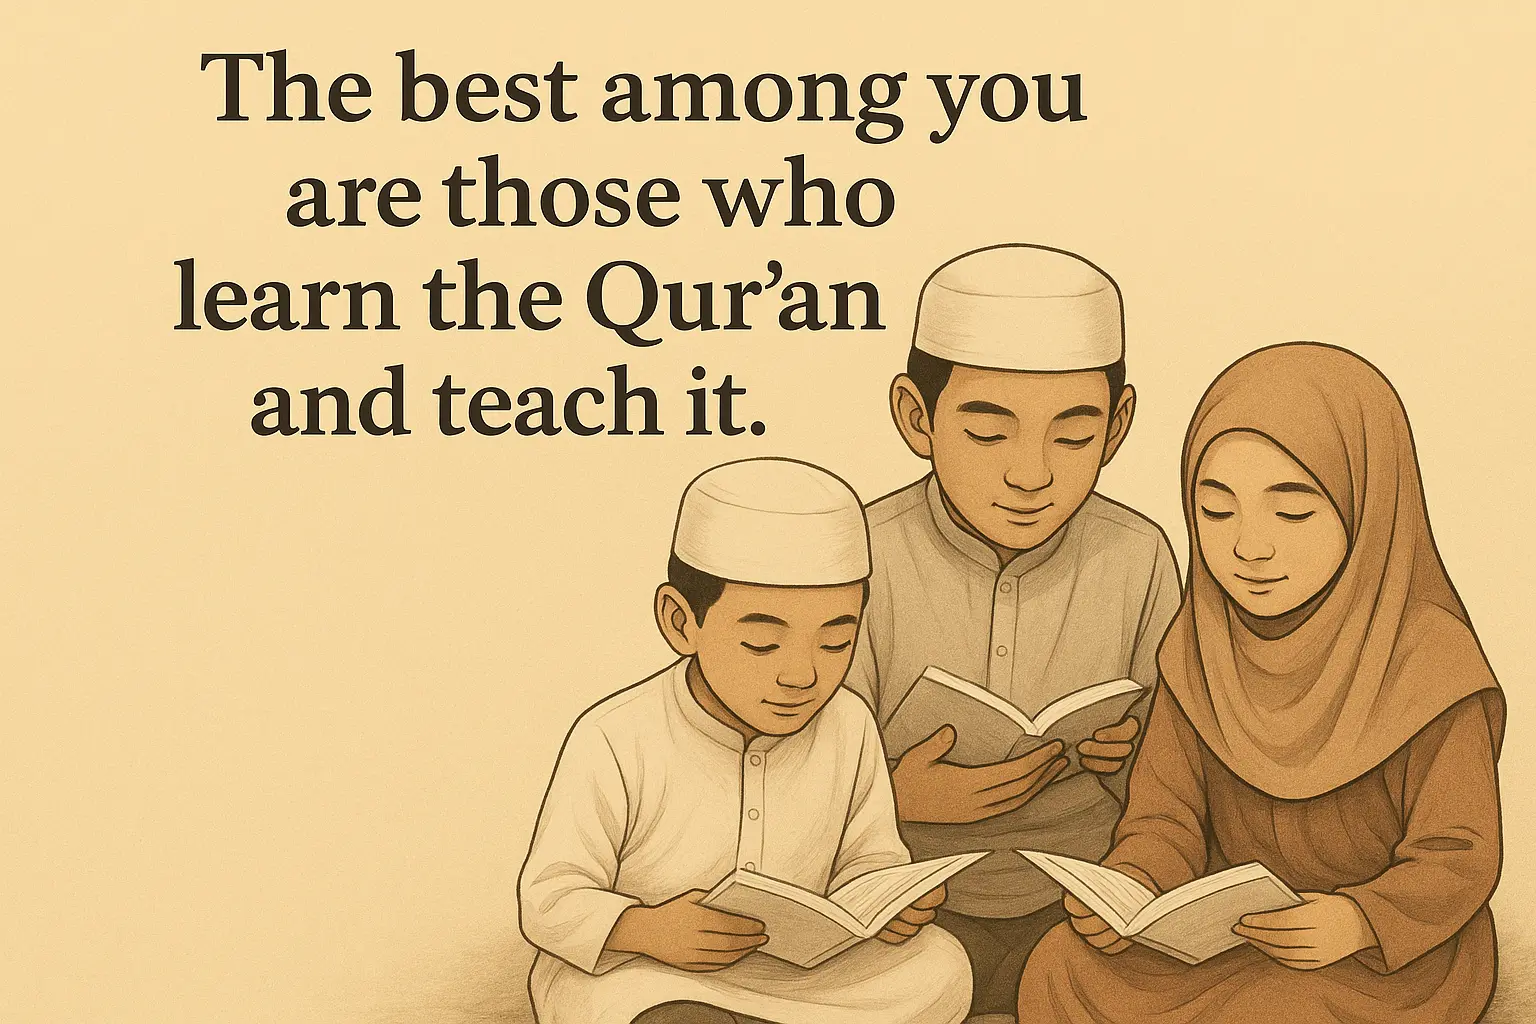 The best among you
are those who
learn the Qur’an
and teach it.